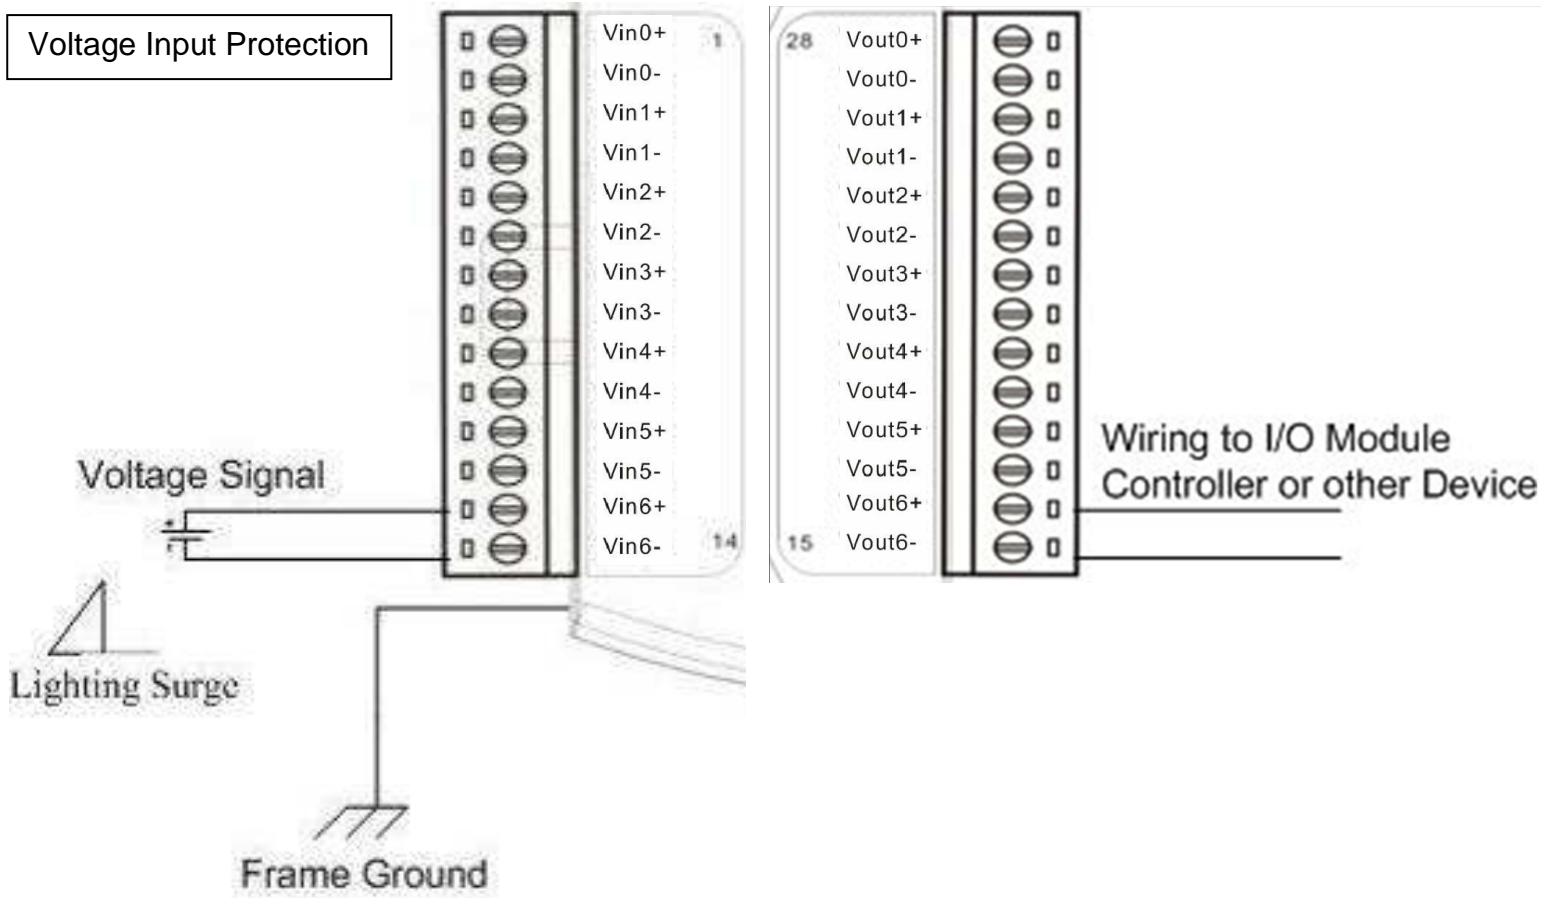 Voltage Input Protection
Vin0+ 1
Vin0-
Vin1+
Vin1-
Vin2+
Vin2-
Vin3+
Vin3-
Vin4+
Vin4-
Vin5+
Vin5-
Vin6+
Vin6- 14
28 Vout0+
Vout0-
Vout1+
Vout1-
Vout2+
Vout2-
Vout3+
Vout3-
Vout4+
Vout4-
Vout5+
Vout5-
Vout6+
15 Vout6-
Wiring to I/O Module
Controller or other Device
Voltage Signal
+
-
Lighting Surge
Frame Ground